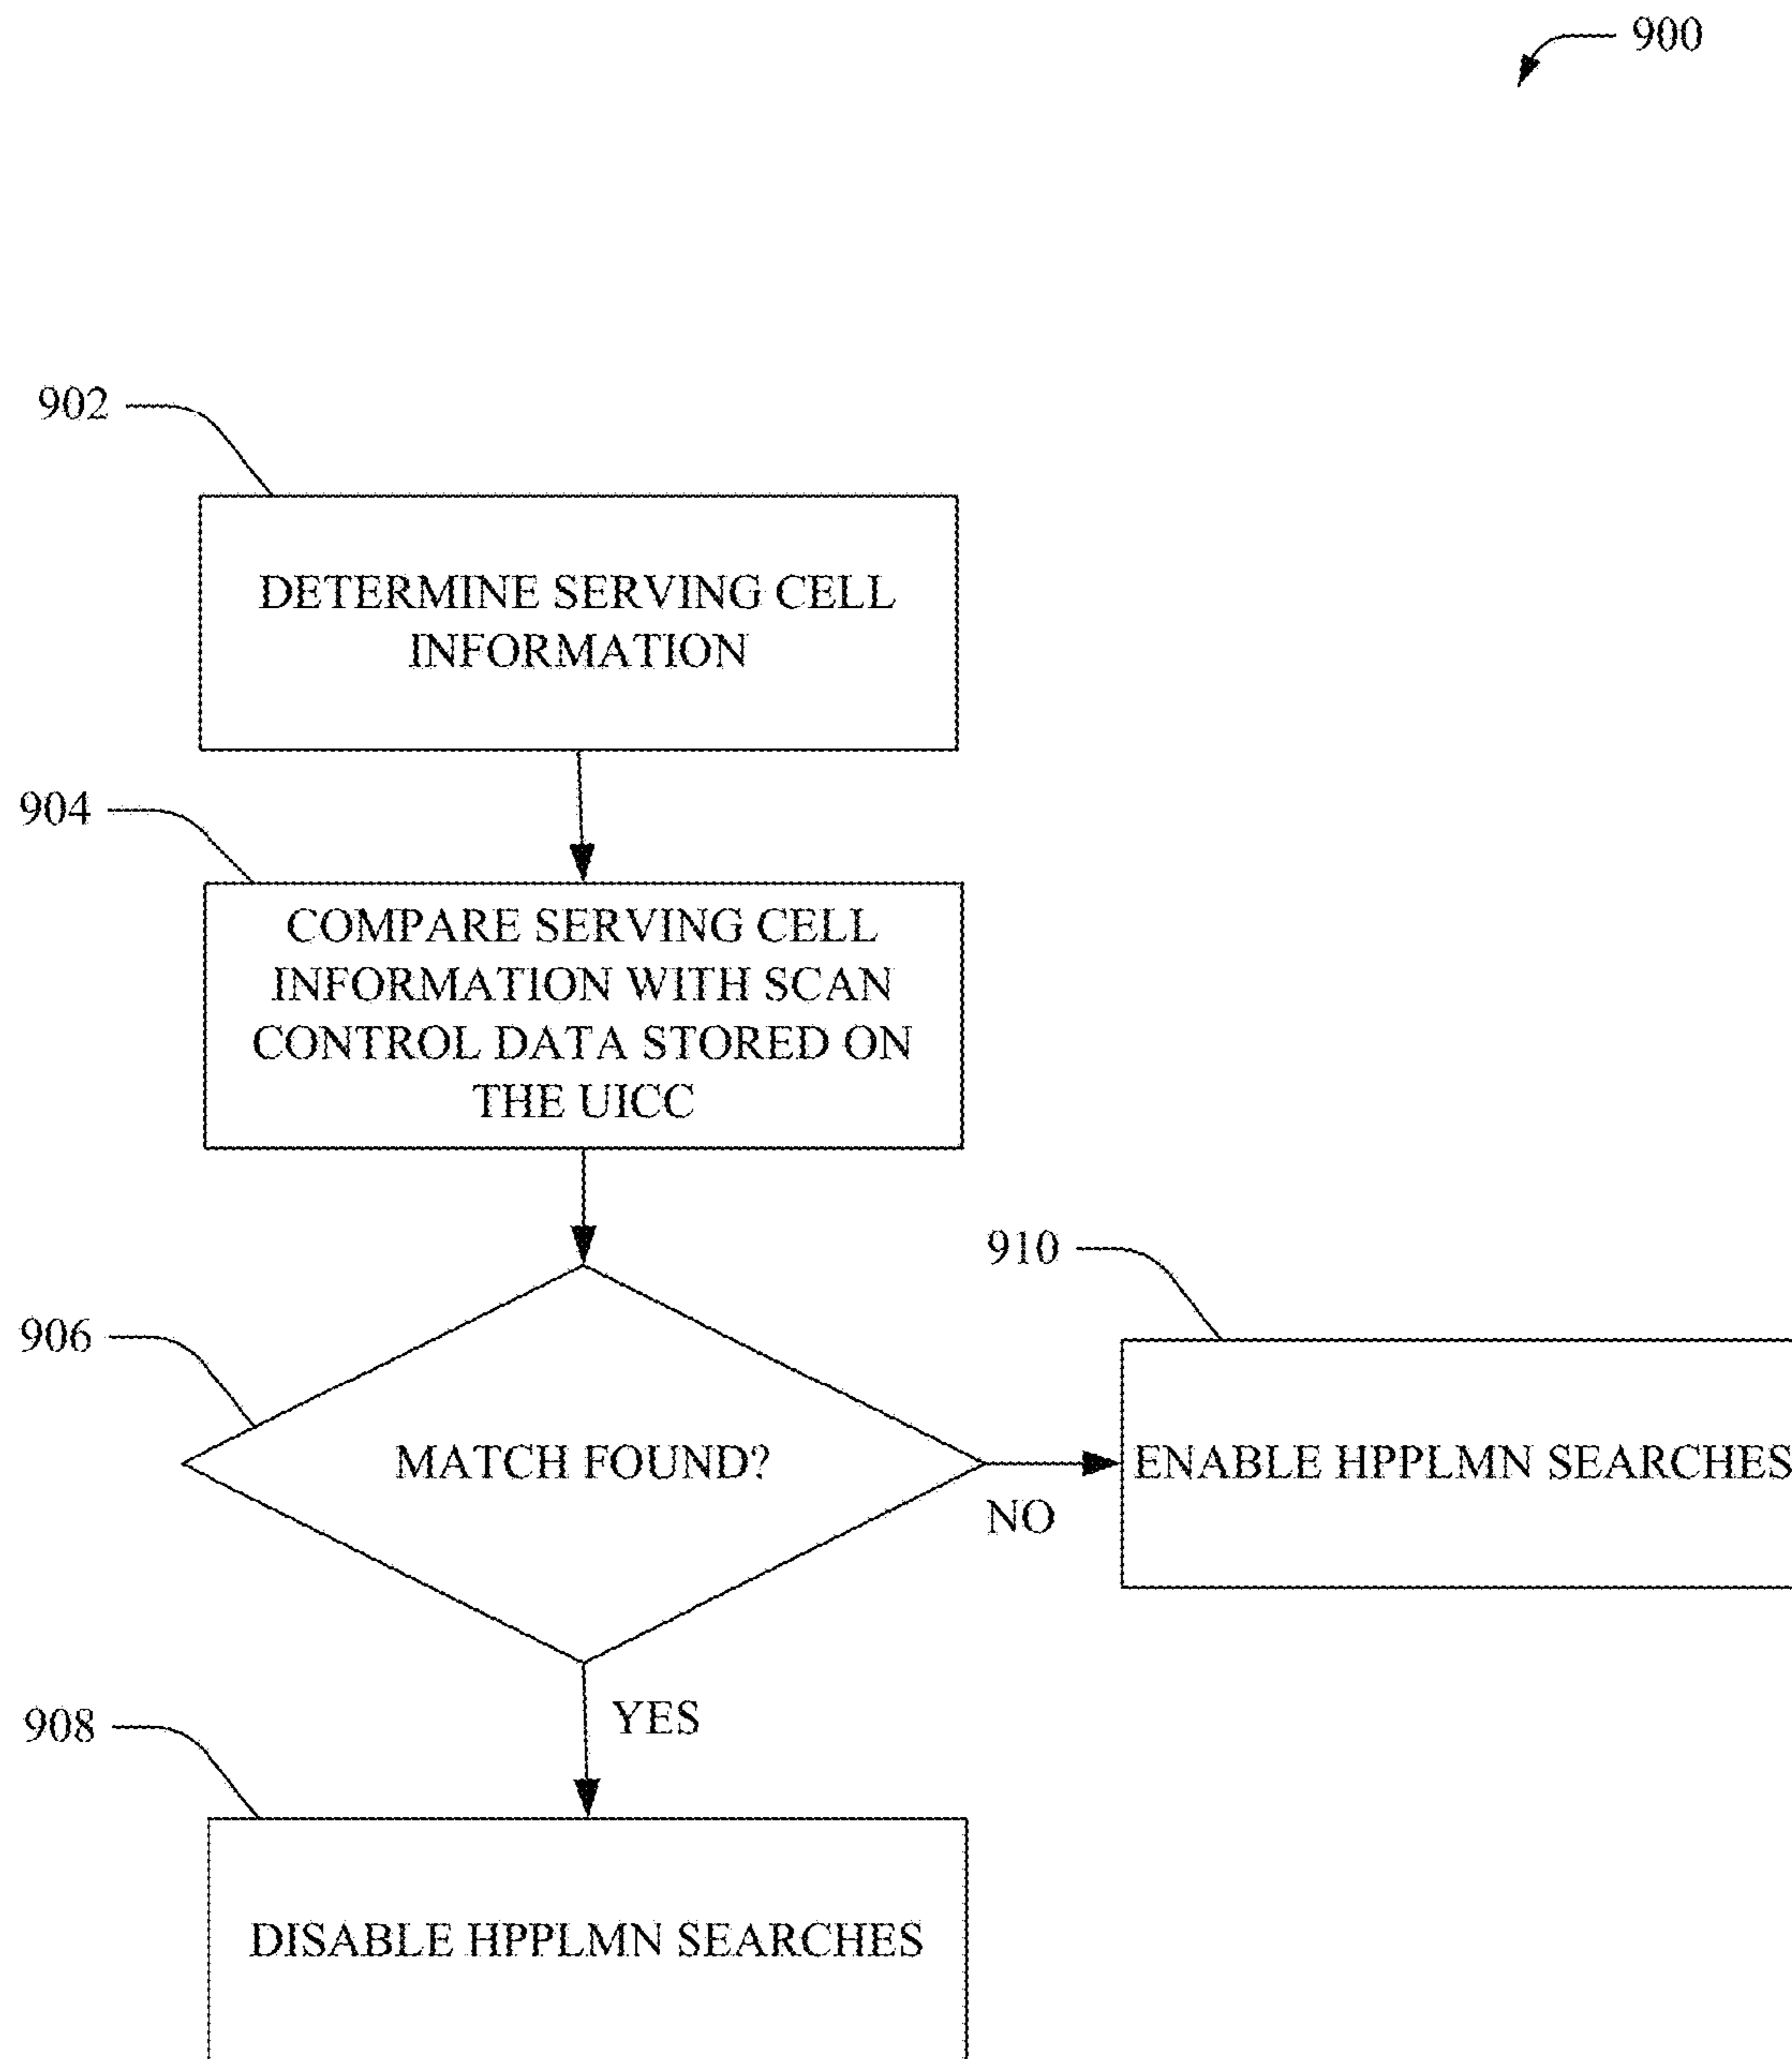 900
902
DETERMINE SERVING CELL
INFORMATION
904
COMPARE SERVING CELL
INFORMATION WITH SCAN
CONTROL DATA STORED ON
THE UICC
906
MATCH FOUND?
NO
910
ENABLE HPPLMN SEARCHES
YES
908
DISABLE HPPLMN SEARCHES